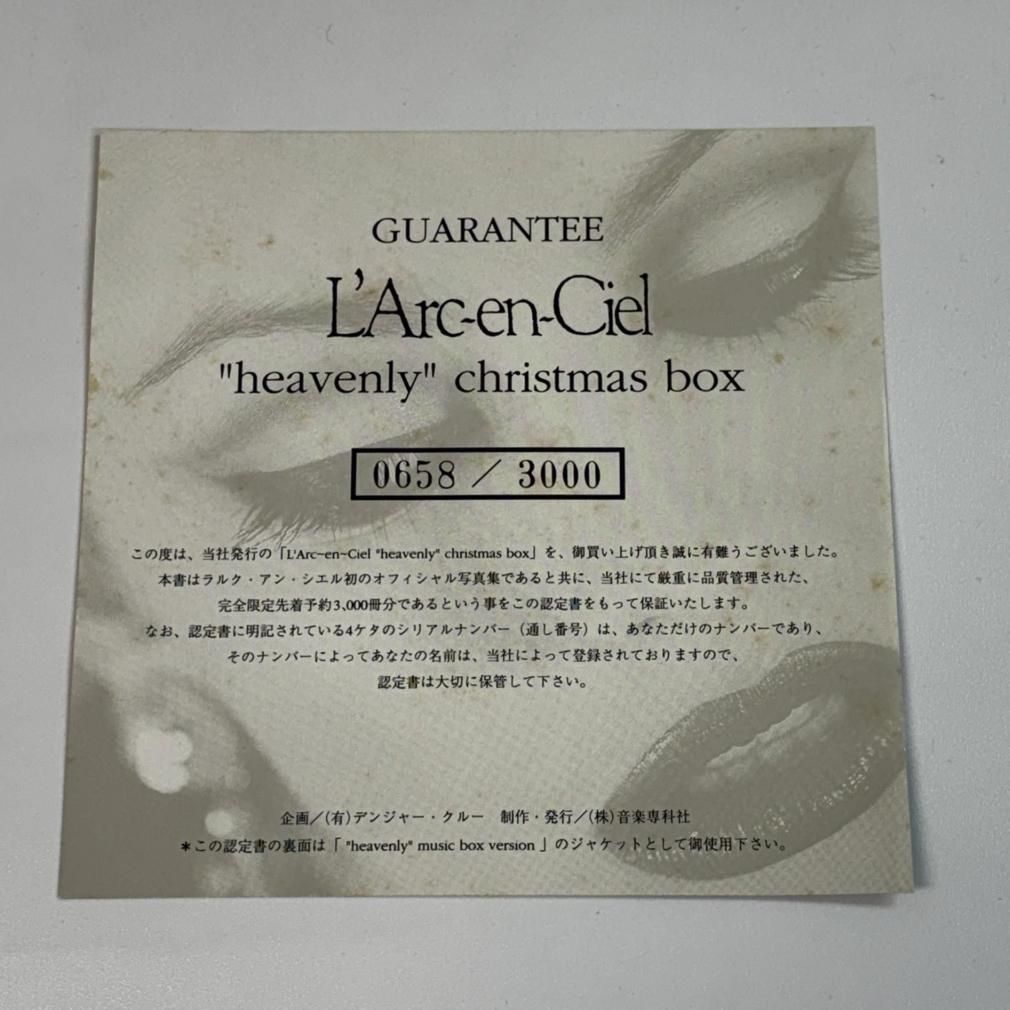 GUARANTEE
L'Arc-en-Ciel
"heavenly" christmas box
0658 ／ 3000
この度は、当社発行の「L'Arc~en~Ciel "heavenly" christmas box」を、御買い上げ頂き誠に有難うございました。
本書はラルク・アン・シエル初のオフィシャル写真集であると共に、当社にて厳重に品質管理された、
完全限定先着予約3,000冊分であるという事をこの認定書をもって保証いたします。
なお、認定書に明記されている4ケタのシリアルナンバー（通し番号）は、あなただけのナンバーであり、
そのナンバーによってあなたの名前は、当社によって登録されておりますので、
認定書は大切に保管して下さい。
企画／(有)デンジャー・クルー　制作・発行／(株)音楽専科社
＊この認定書の裏面は「 "heavenly" music box version 」のジャケットとして御使用下さい。